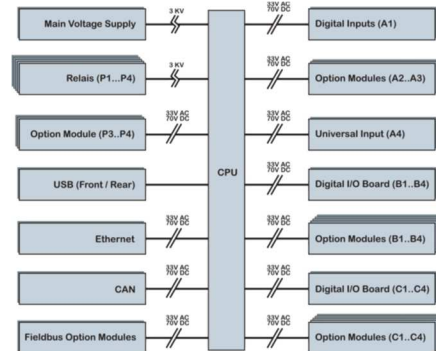 3 KV
33V AC
70V DC
Main Voltage Supply
Digital Inputs (A1)
3 KV
33V AC
70V DC
Relais (P1...P4)
Option Modules (A2..A3)
33V AC
70V DC
33V AC
70V DC
Option Module (P3..P4)
Universal Input (A4)
CPU
33V AC
70V DC
USB (Front / Rear)
Digital I/O Board (B1..B4)
33V AC
70V DC
33V AC
70V DC
Ethernet
Option Modules (B1..B4)
33V AC
70V DC
33V AC
70V DC
CAN
Digital I/O Board (C1..C4)
33V AC
70V DC
33V AC
70V DC
Fieldbus Option Modules
Option Modules (C1..C4)